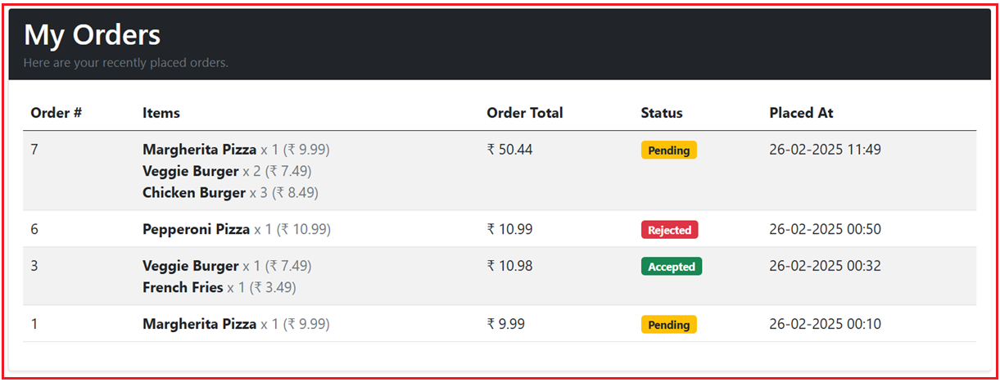 My Orders
Here are your recently placed orders.
Order # Items Order Total Status Placed At
7 Margherita Pizza x 1 (₹ 9.99) ₹ 50.44 Pending 26-02-2025 11:49
Veggie Burger x 2 (₹ 7.49)
Chicken Burger x 3 (₹ 8.49)
6 Pepperoni Pizza x 1 (₹ 10.99) ₹ 10.99 Rejected 26-02-2025 00:50
3 Veggie Burger x 1 (₹ 7.49) ₹ 10.98 Accepted 26-02-2025 00:32
French Fries x 1 (₹ 3.49)
1 Margherita Pizza x 1 (₹ 9.99) ₹ 9.99 Pending 26-02-2025 00:10